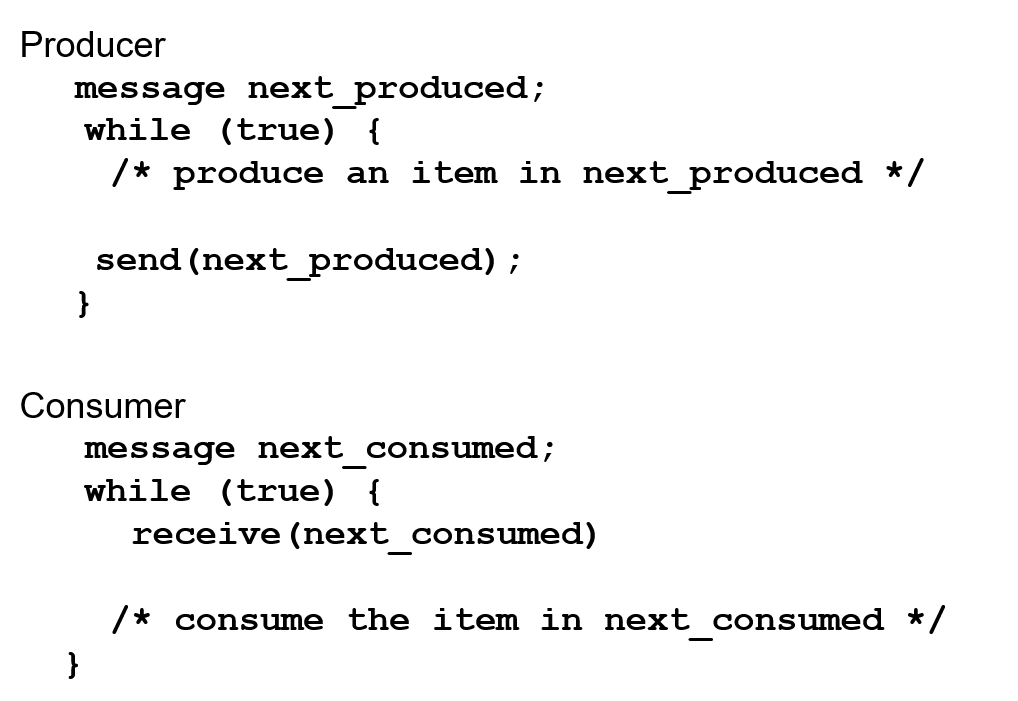 Producer
message next_produced;
while (true) {
/* produce an item in next_produced */
send(next_produced);
}
Consumer
message next_consumed;
while (true) {
receive(next_consumed)
/* consume the item in next_consumed */
}